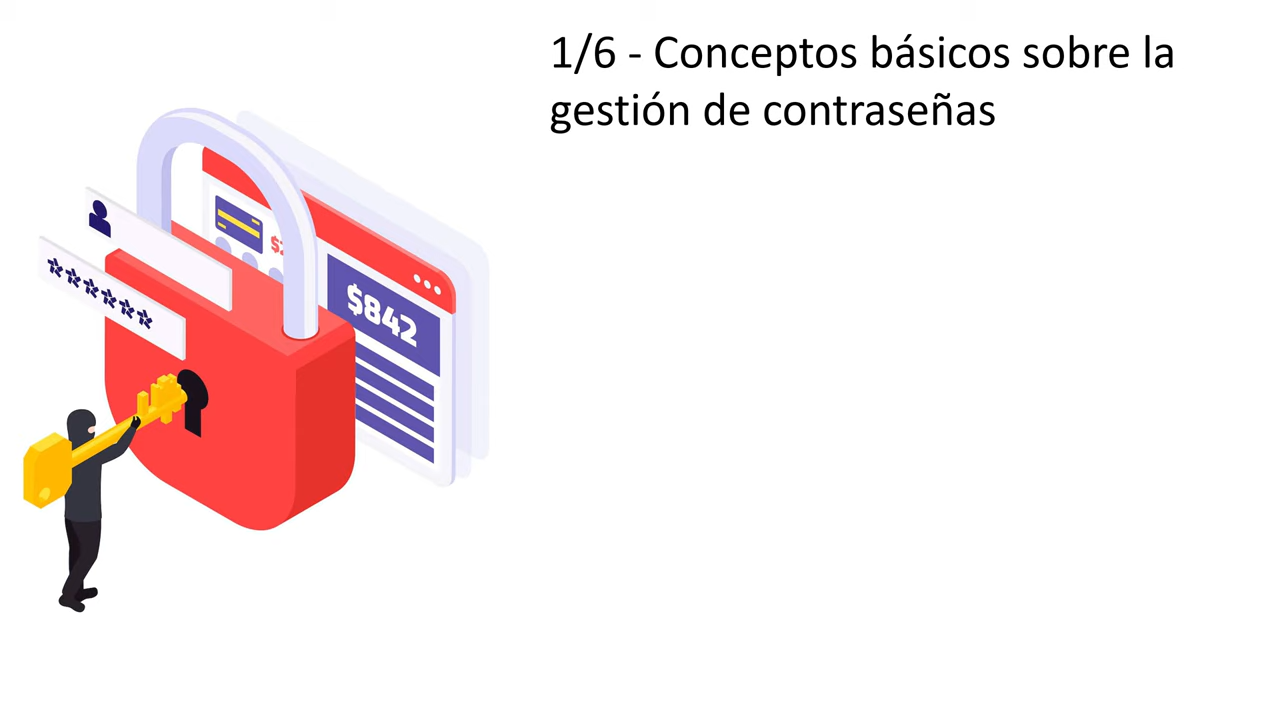 1/6 - Conceptos básicos sobre la
gestión de contraseñas
******
$842